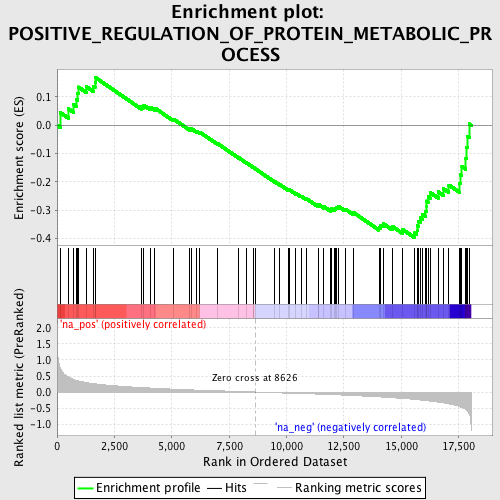 Enrichment plot:
POSITIVE_REGULATION_OF_PROTEIN_METABOLIC_PR
OCESS
Enrichment score (ES)
0.1
0.0
-0.1
-0.2
-0.3
-0.4
'na_pos' (positively correlated)
Ranked list metric (PreRanked)
2.0
1.5
1.0
0.5
0.0
-0.5
-1.0
Zero cross at 8626
'na_neg' (negatively correlated)
0
2,500
5,000
7,500
10,000
12,500
15,000
17,500
Rank in Ordered Dataset
Enrichment profile
Hits
Ranking metric scores